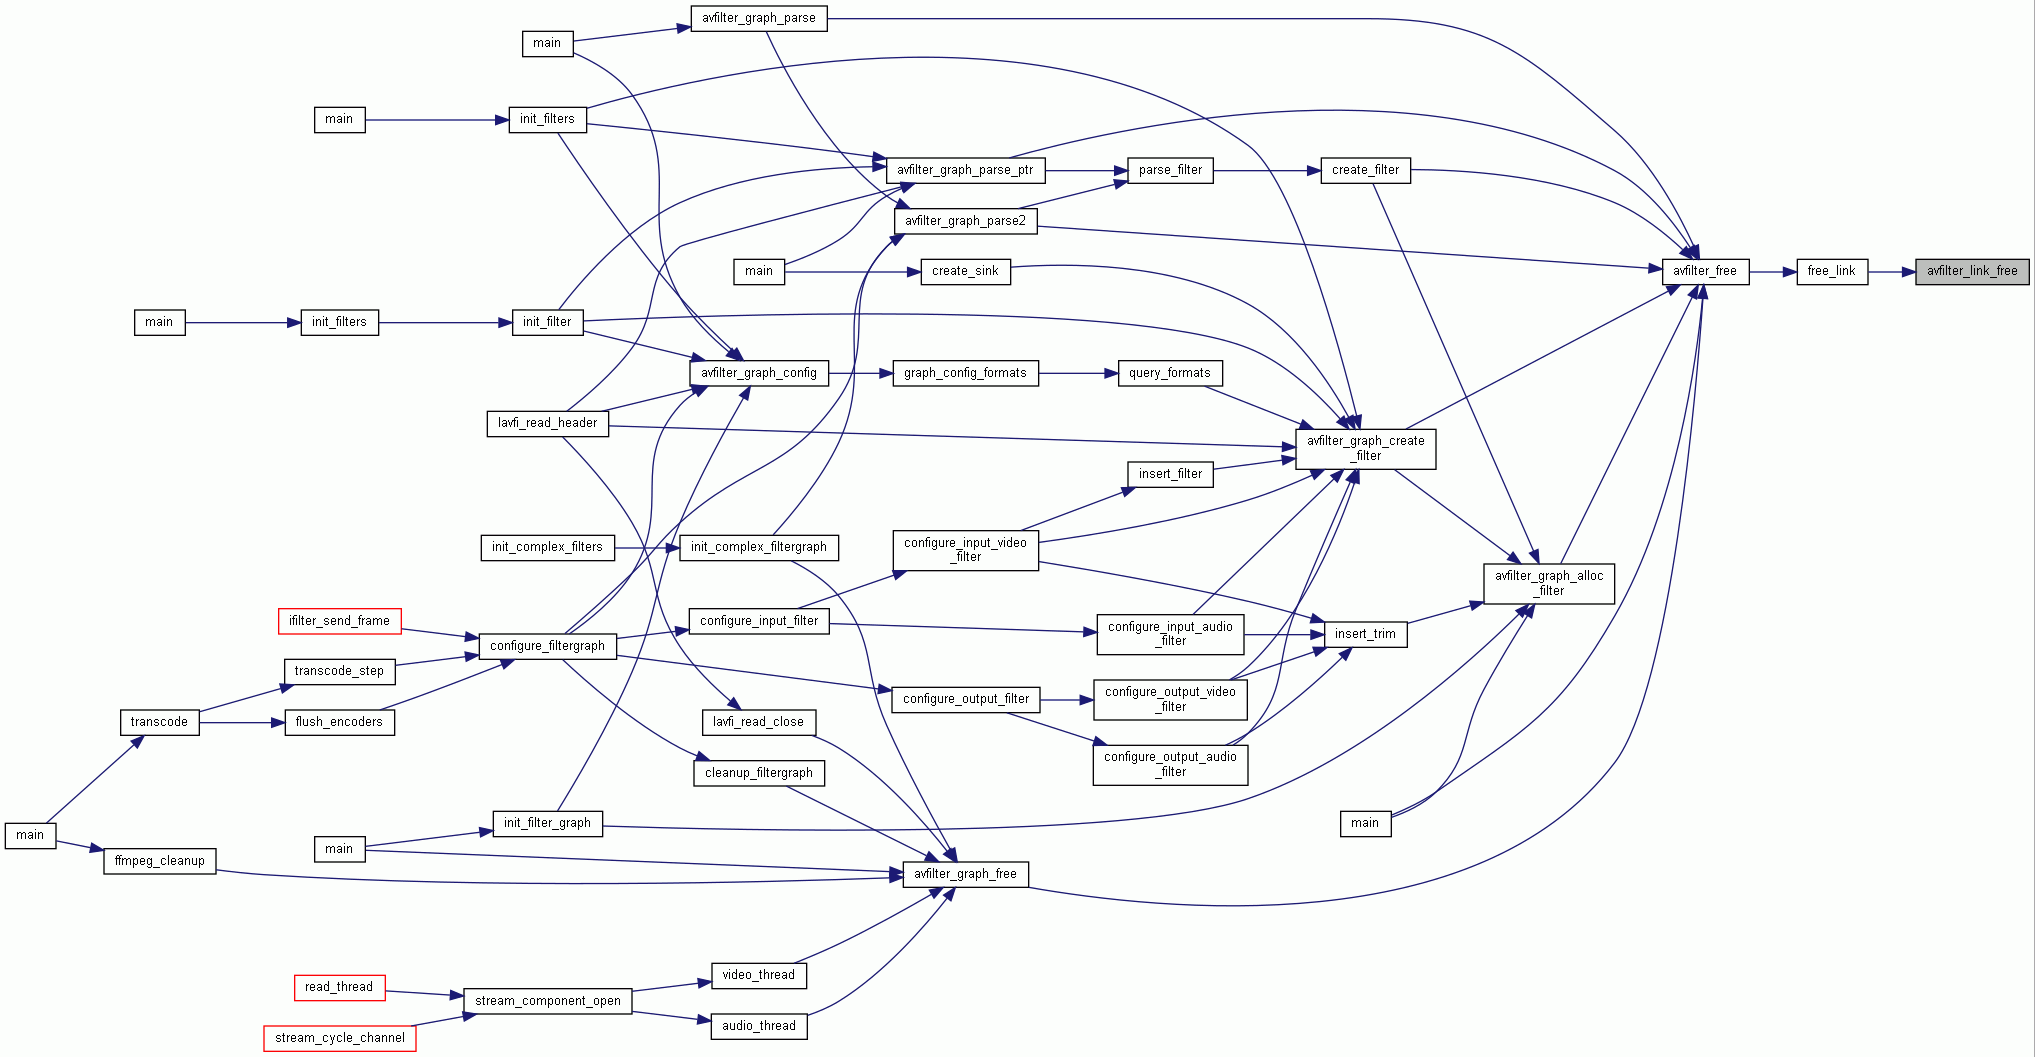 avfilter_graph_parse
main
main
init_filters
avfilter_graph_parse_ptr
parse_filter
create_filter
avfilter_graph_parse2
main
create_sink
avfilter_free
free_link
avfilter_link_free
main
init_filters
init_filter
avfilter_graph_config
graph_config_formats
query_formats
lavfi_read_header
avfilter_graph_create
_filter
insert_filter
init_complex_filters
init_complex_filtergraph
configure_input_video
_filter
avfilter_graph_alloc
_filter
ifilter_send_frame
configure_filtergraph
configure_input_filter
configure_input_audio
_filter
insert_trim
transcode_step
configure_output_filter
configure_output_video
_filter
transcode
flush_encoders
lavfi_read_close
configure_output_audio
_filter
cleanup_filtergraph
main
init_filter_graph
main
main
ffmpeg_cleanup
avfilter_graph_free
video_thread
read_thread
stream_component_open
audio_thread
stream_cycle_channel